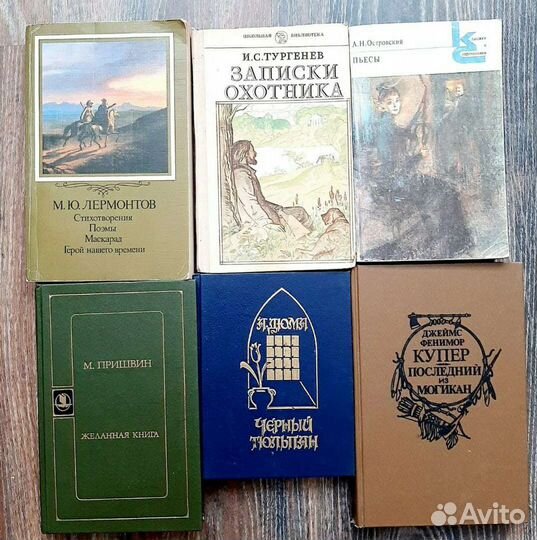 М.Ю. ЛЕРМОНТОВ
Стихотворения
Поэмы
Маскарад
Герой нашего времени
ШКОЛЬНАЯ БИБЛИОТЕКА
И.С. ТУРГЕНЕВ
ЗАПИСКИ
ОХОТНИКА
А.Н. Островский
ПЬЕСЫ
М. ПРИШВИН
ЖЕЛАННАЯ КНИГА
А. ДЮМА
ЧЕРНЫЙ
ТЮЛЬПАН
ДЖЕЙМС
ФЕНИМОР
КУПЕР
ПОСЛЕДНИЙ
ИЗ
МОГИКАН
Avito